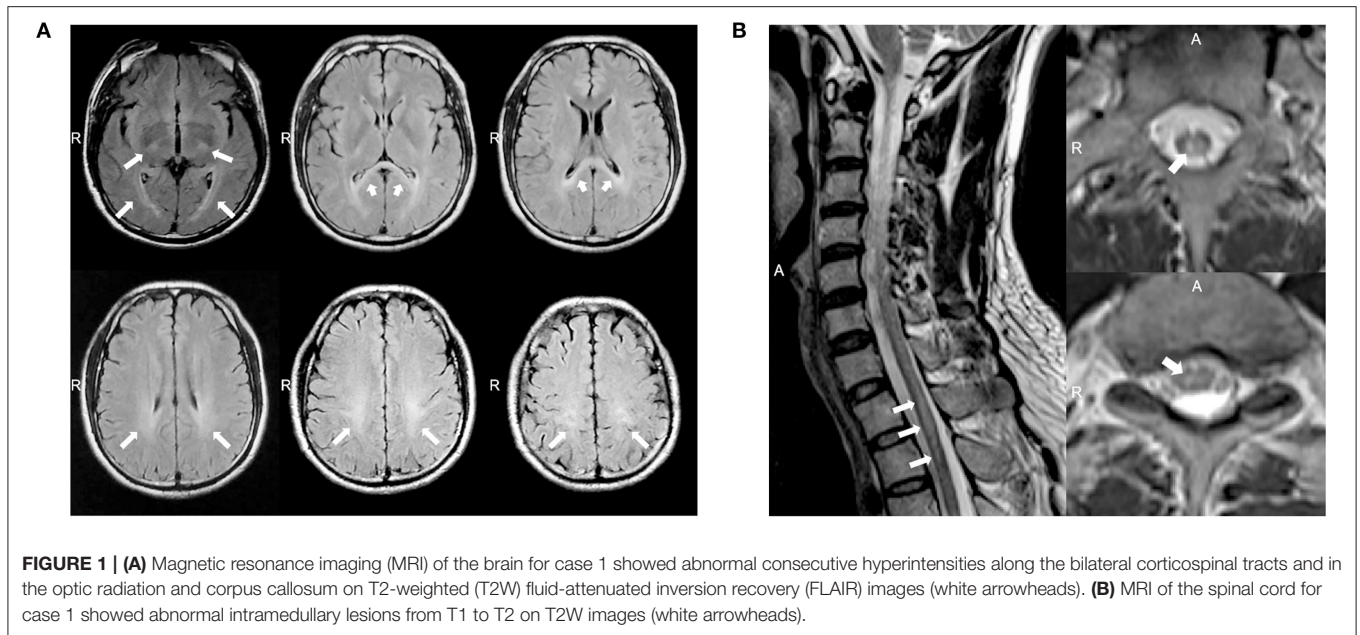 A
B
R
R
R
R
R
R
A
A
R
A
R
FIGURE 1 | (A) Magnetic resonance imaging (MRI) of the brain for case 1 showed abnormal consecutive hyperintensities along the bilateral corticospinal tracts and in
the optic radiation and corpus callosum on T2-weighted (T2W) fluid-attenuated inversion recovery (FLAIR) images (white arrowheads). (B) MRI of the spinal cord for
case 1 showed abnormal intramedullary lesions from T1 to T2 on T2W images (white arrowheads).